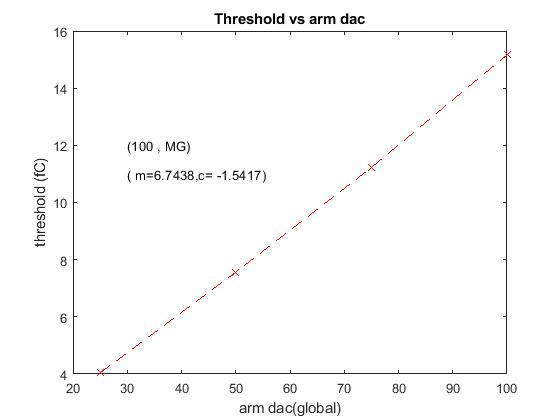 Threshold vs arm dac
16
14
12
10
8
6
4
threshold (fC)
(100 , MG)
( m=6.7438,c= -1.5417)
20 30 40 50 60 70 80 90 100
arm dac(global)